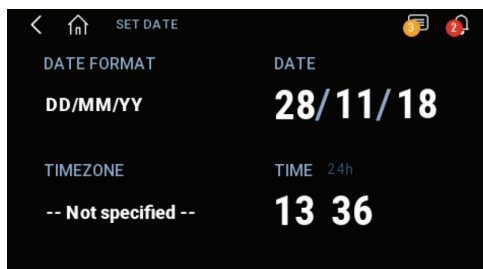 SET DATE
3
2
DATE FORMAT
DATE
DD/MM/YY
28/11/18
TIMEZONE
TIME 24h
-- Not specified --
13 36